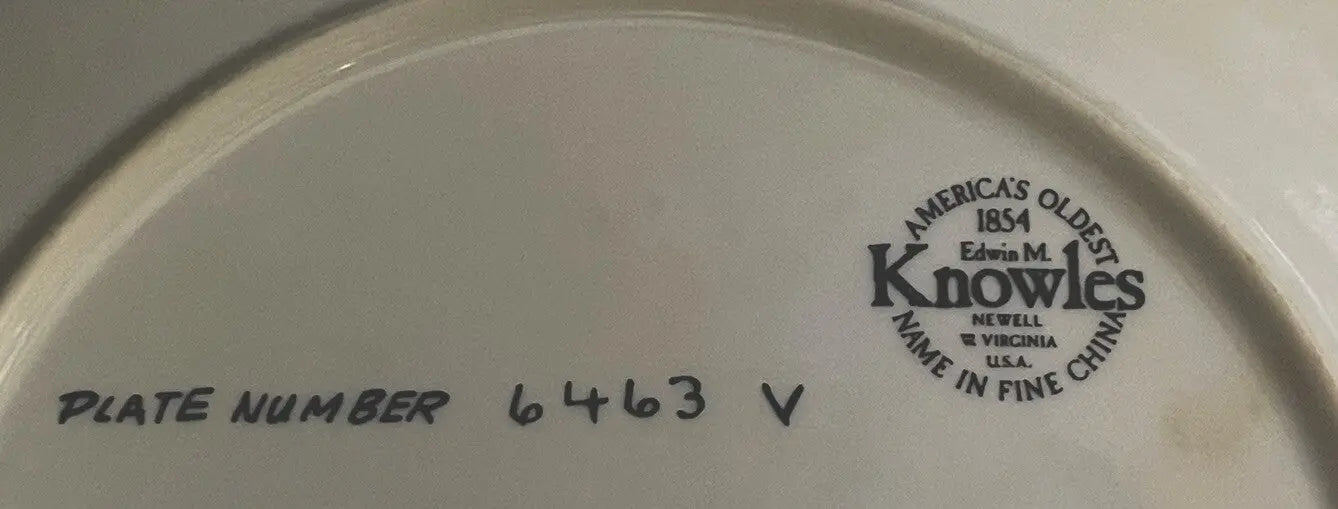 AMERICA'S OLDEST
1854
Edwin M.
Knowles
NEWELL
W VIRGINIA
U.S.A.
NAME IN FINE CHINA
PLATE NUMBER 6463 V